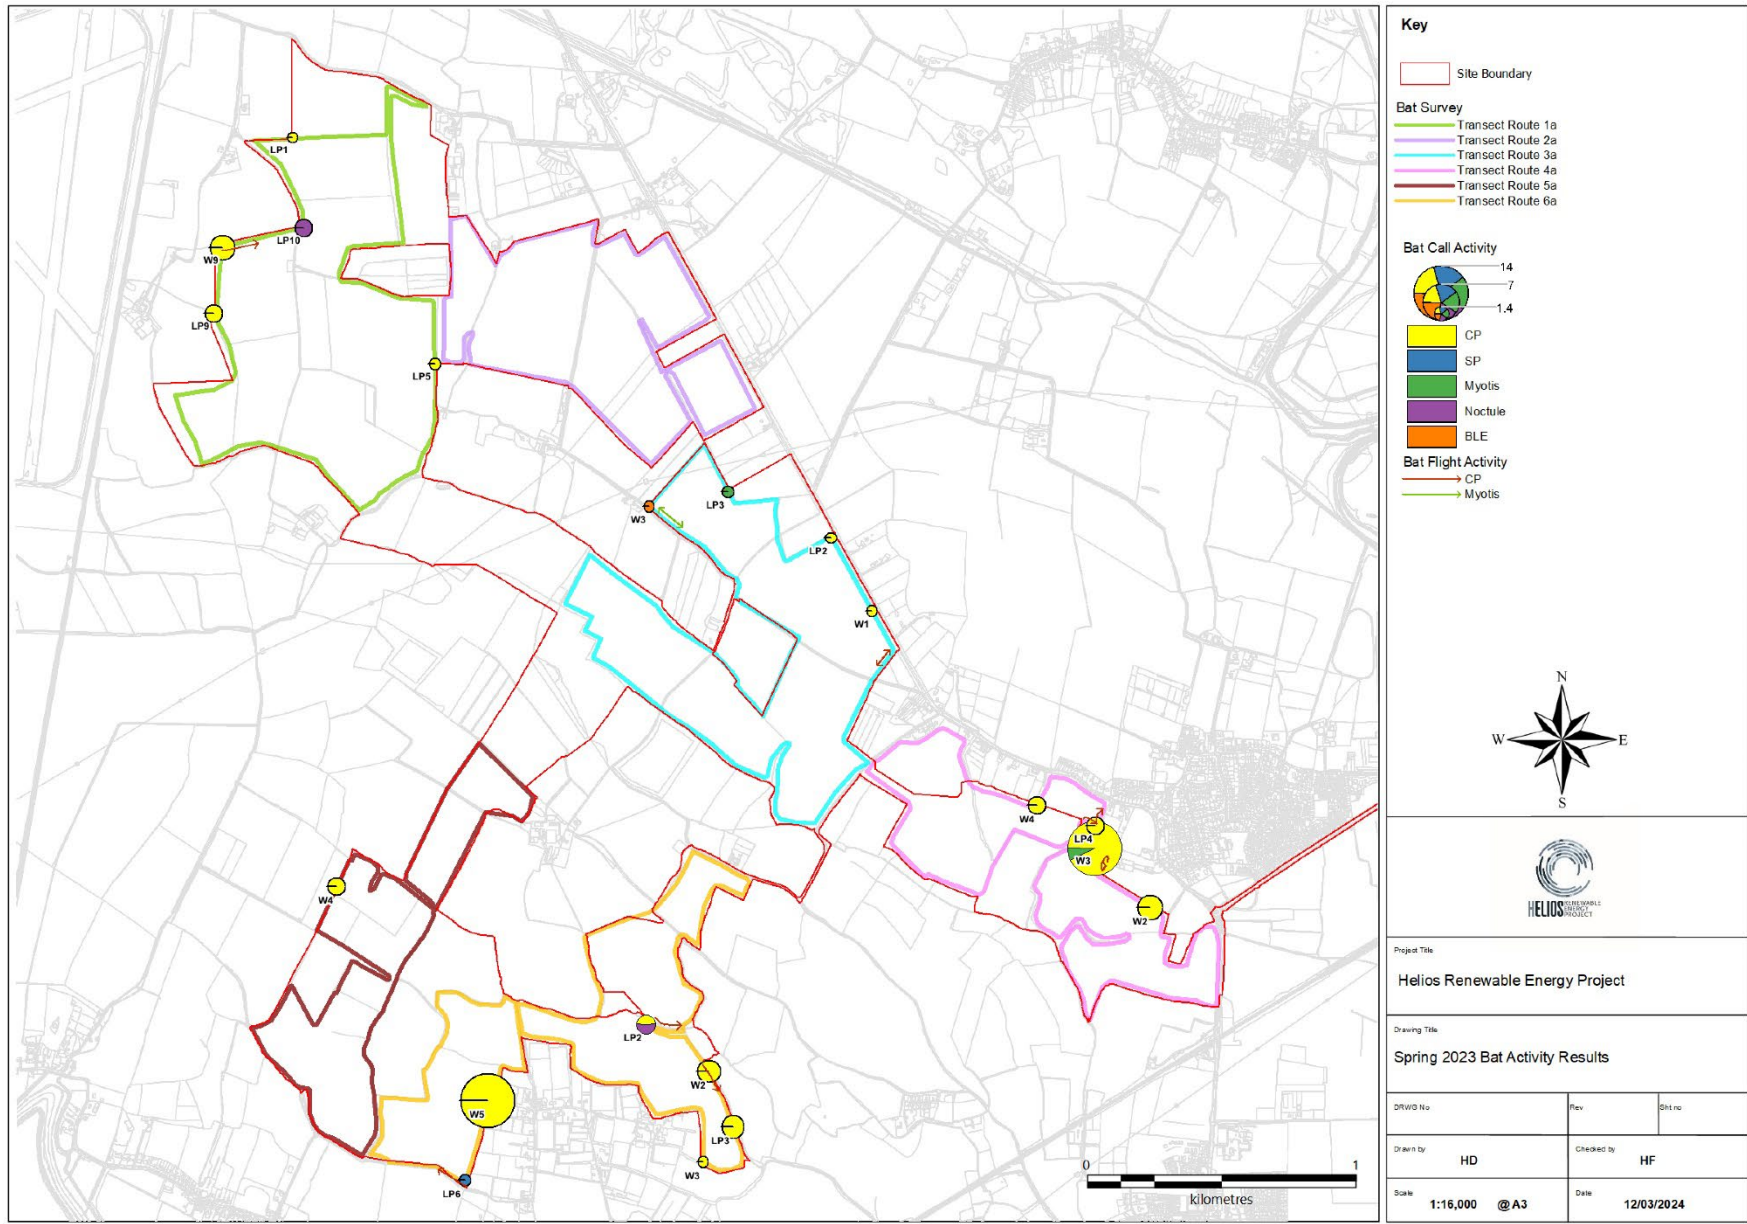 LP1
LP10
W9
LP9
LP5
LP3
W3
LP2
W1
W4
LP4
W3
W2
W4
LP2
W2
W5
LP3
W3
LP6
0 1
kilometres
Key
Site Boundary
Bat Survey
Transect Route 1a
Transect Route 2a
Transect Route 3a
Transect Route 4a
Transect Route 5a
Transect Route 6a
Bat Call Activity
14
7
1.4
CP
SP
Myotis
Noctule
BLE
Bat Flight Activity
CP
Myotis
N
W E
S
HELIOS RENEWABLE
ENERGY
PROJECT
Project Title
Helios Renewable Energy Project
Drawing Title
Spring 2023 Bat Activity Results
DRWG No Rev Sht no
Drawn by Checked by
HD HF
Scale Date
1:16,000 @A3 12/03/2024